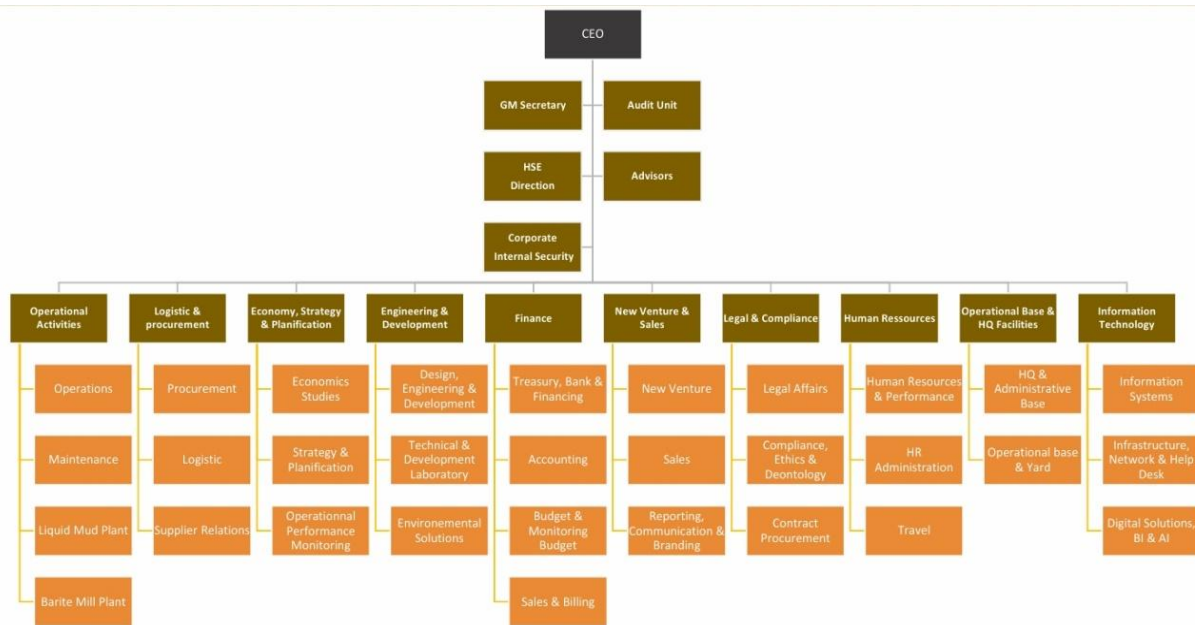 CEO
GM Secretary
Audit Unit
HSE
Direction
Advisors
Corporate
Internal Security
Operational
Activities
Logistic &
procurement
Economy, Strategy
& Planification
Engineering &
Development
Finance
New Venture &
Sales
Legal & Compliance
Human Ressources
Operational Base &
HQ Facilities
Information
Technology
Operations
Maintenance
Liquid Mud Plant
Barite Mill Plant
Procurement
Logistic
Supplier Relations
Economics
Studies
Strategy &
Planification
Operationnal
Performance
Monitoring
Design,
Engineering &
Development
Technical &
Development
Laboratory
Environemental
Solutions
Treasury, Bank &
Financing
Accounting
Budget &
Monitoring
Budget
Sales & Billing
New Venture
Sales
Reporting,
Communication &
Branding
Legal Affairs
Compliance,
Ethics &
Deontology
Contract
Procurement
Human Resources
& Performance
HR
Administration
Travel
HQ &
Administrative
Base
Operational base
& Yard
Information
Systems
Infrastructure,
Network & Help
Desk
Digital Solutions,
BI & AI